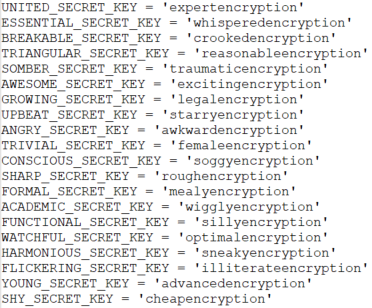 UNITED_SECRET_KEY = 'expertencryption'
ESSENTIAL_SECRET_KEY = 'whisperedencryption'
BREAKABLE_SECRET_KEY = 'crookedencryption'
TRIANGULAR_SECRET_KEY = 'reasonableencryption'
SOMBER_SECRET_KEY = 'traumaticencryption'
AWESOME_SECRET_KEY = 'excitingencryption'
GROWING_SECRET_KEY = 'legalencryption'
UPBEAT_SECRET_KEY = 'starryencryption'
ANGRY_SECRET_KEY = 'awkwardencryption'
TRIVIAL_SECRET_KEY = 'femaleencryption'
CONSCIOUS_SECRET_KEY = 'soggyencryption'
SHARP_SECRET_KEY = 'roughencryption'
FORMAL_SECRET_KEY = 'mealyencryption'
ACADEMIC_SECRET_KEY = 'wigglyencryption'
FUNCTIONAL_SECRET_KEY = 'sillyencryption'
WATCHFUL_SECRET_KEY = 'optimalencryption'
HARMONIOUS_SECRET_KEY = 'sneakyencryption'
FLICKERING_SECRET_KEY = 'illiterateencryption'
YOUNG_SECRET_KEY = 'advancedencryption'
SHY_SECRET_KEY = 'cheapencryption'